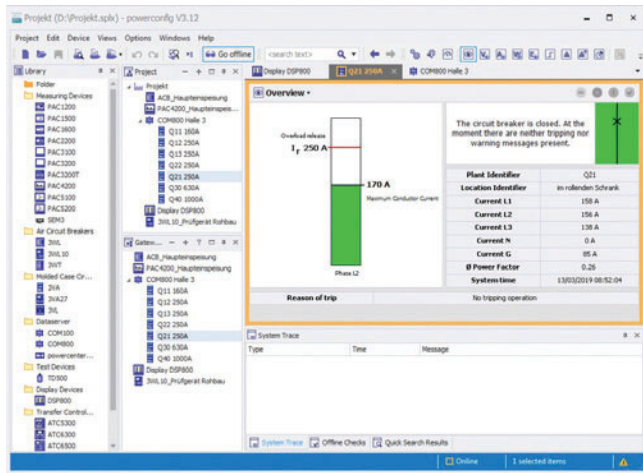 Projekt (D:\Projekt.splx) - powerconfig V3.12
Project Edit Device Views Options Windows Help
Go offline
<search text>
Library
Folder
Measuring Devices
PAC1200
PAC1500
PAC1600
PAC2200
PAC3100
PAC3200
PAC3200T
PAC4200
PAC5100
PAC5200
SEM3
Air Circuit Breakers
3WL
3WL10
3WT
Molded Case Cir...
3VA
3VA27
3VL
Dataserver
COM100
COM800
powercenter...
Test Devices
TD500
Display Devices
DSP800
Transfer Control...
ATC5300
ATC6300
ATC6500
Project
Projekt
ACB_Haupteinspeisung
PAC4200_Haupteinspeis...
COM800 Halle 3
Q11 160A
Q12 250A
Q13 250A
Q22 250A
Q21 250A
Q30 630A
Q40 1000A
Display DSP800
3WL10_Prüfgerät Rohbau
Gatew...
ACB_Haupteinspeisung
PAC4200_Haupteinspeisung
COM800 Halle 3
Q11 160A
Q12 250A
Q13 250A
Q22 250A
Q21 250A
Q30 630A
Q40 1000A
Display DSP800
3WL10_Prüfgerät Rohbau
Display DSP800
Q21 250A
COM800 Halle 3
Overview
Overload release
Ir 250 A
170 A
Maximum Conductor Current
Phase L2
The circuit breaker is closed. At the
moment there are neither tripping nor
warning messages present.
Plant Identifier Q21
Location Identifier im rollenden Schrank
Current L1 158 A
Current L2 156 A
Current L3 138 A
Current N 0 A
Current G 85 A
Ø Power Factor 0.26
System time 13/03/2019 08:52:04
Reason of trip No tripping operation
System Trace
Type Time Message
System Trace Offline Checks Quick Search Results
Online 1 selected items